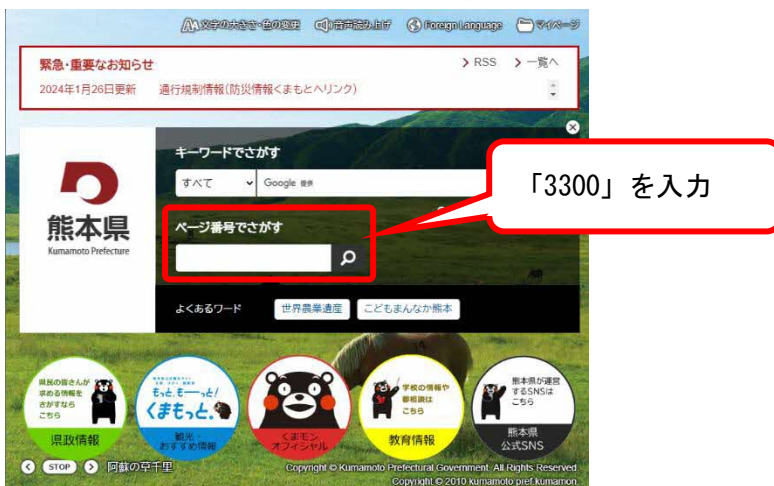 文字の大きさ・色の変更 音声読み上げ Foreign Language マイページ
緊急・重要なお知らせ RSS 一覧へ
2024年1月26日更新 通行規制情報(防災情報くまもとへリンク)
キーワードでさがす
すべて Google 提供
「3300」を入力
熊本県
Kumamoto Prefecture
ページ番号でさがす
よくあるワード 世界農業遺産 こどもまんなか熊本
県民の皆さんが
求める情報を
さがすなら
こちら
県政情報
もっと、もーっと!
くまもっと。
観光・
おすすめ情報
くまモン
オフィシャル
学校の情報や
こちら
教育情報
熊本県が運営
するSNSは
こちら
熊本県
公式SNS
STOP 阿蘇の草千里
Copyright © Kumamoto Prefectural Government. All Rights Reserved.
Copyright © 2010 kumamoto pref.kumamon.